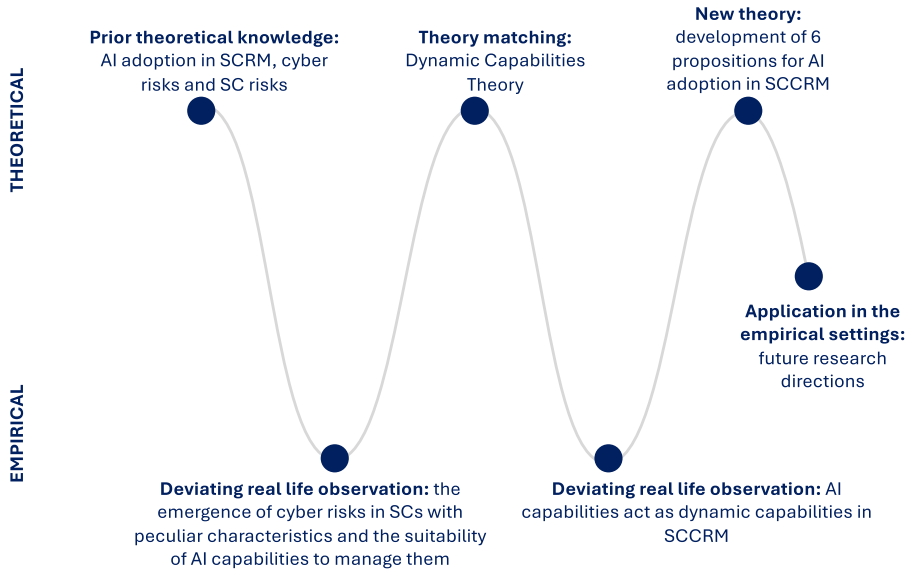 THEORETICAL
Prior theoretical knowledge:
AI adoption in SCRM, cyber
risks and SC risks
Theory matching:
Dynamic Capabilities
Theory
New theory:
development of 6
propositions for AI
adoption in SCCRM
Application in the
empirical settings:
future research
directions
EMPIRICAL
Deviating real life observation: the
emergence of cyber risks in SCs with
peculiar characteristics and the suitability
of AI capabilities to manage them
Deviating real life observation: AI
capabilities act as dynamic capabilities in
SCCRM